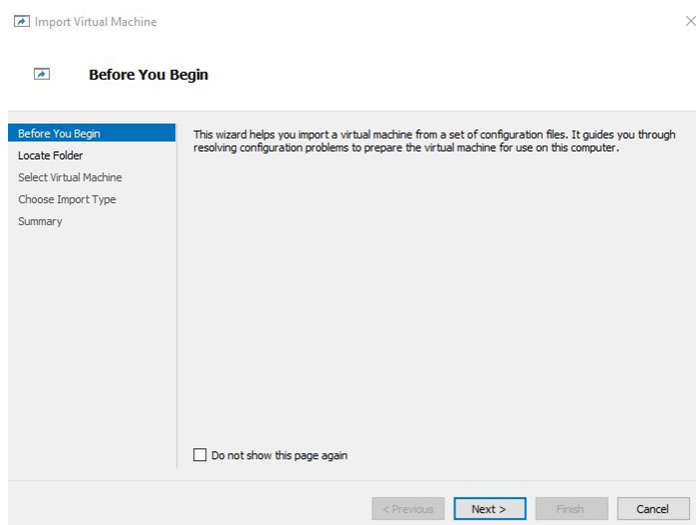 Import Virtual Machine
Before You Begin
Before You Begin
Locate Folder
Select Virtual Machine
Choose Import Type
Summary
This wizard helps you import a virtual machine from a set of configuration files. It guides you through
resolving configuration problems to prepare the virtual machine for use on this computer.
Do not show this page again
< Previous
Next >
Finish
Cancel